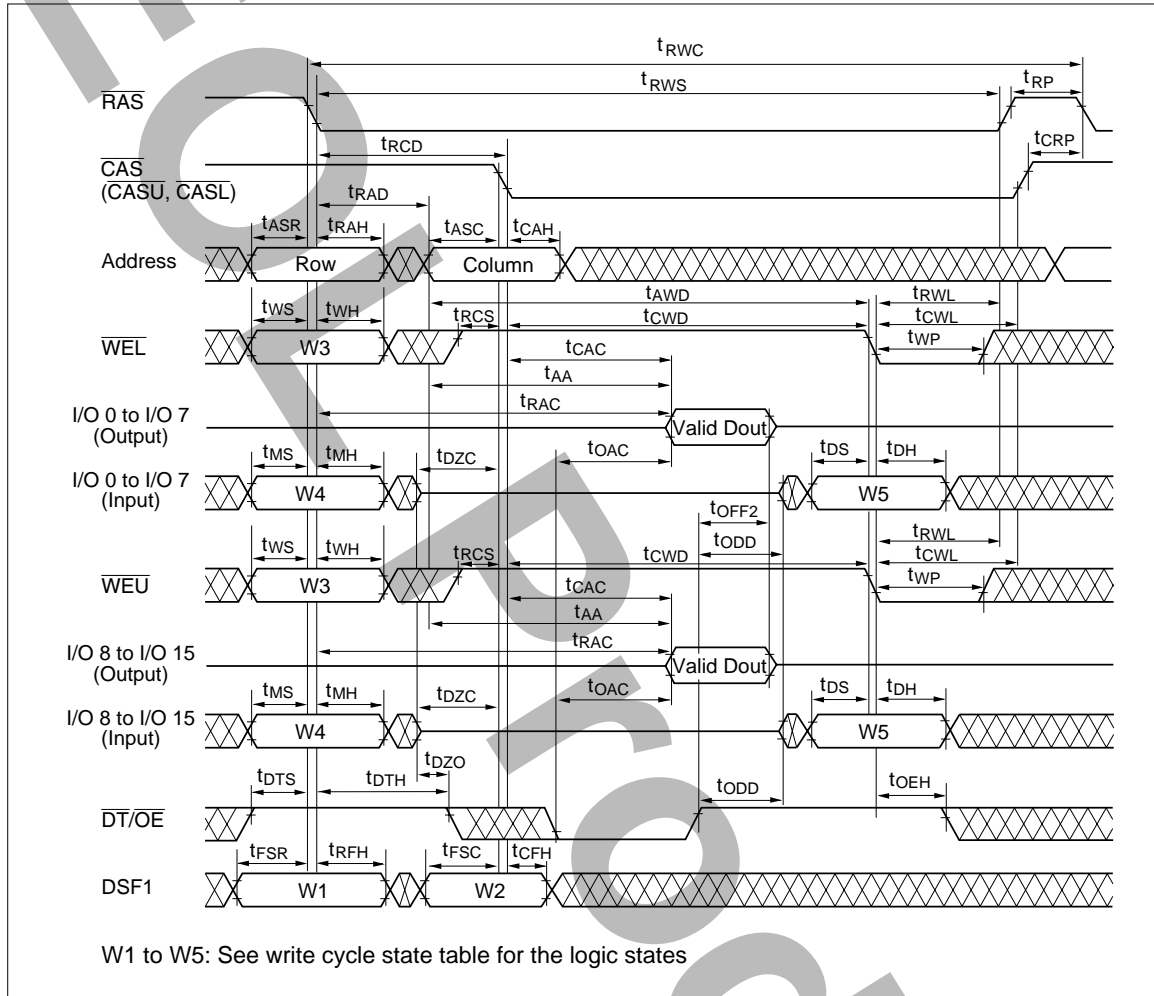 tRWC
tRWS
tRP
RAS
tRCD
tCRP
CAS
(CASU, CASL)
tRAD
tASR tRAH tASC tCAH
Address Row Column
tAWD tRWL
tWS tWH tRCS tCWD tCWL
WEL W3 tCAC tWP
tAA
I/O 0 to I/O 7
(Output)
tRAC
Valid Dout
tMS tMH tDZC tOAC tDS tDH
I/O 0 to I/O 7
(Input)
W4 W5
tOFF2
tODD tRWL
tWS tWH tRCS tCWD tCWL
WEU W3 tCAC tWP
tAA
I/O 8 to I/O 15
(Output)
tRAC
Valid Dout
tMS tMH tDZC tOAC tDS tDH
I/O 8 to I/O 15
(Input)
W4 W5
tDZO
tDTS tDTH tODD tOEH
DT/OE
tFSR tRFH tFSC tCFH
DSF1 W1 W2
W1 to W5: See write cycle state table for the logic states